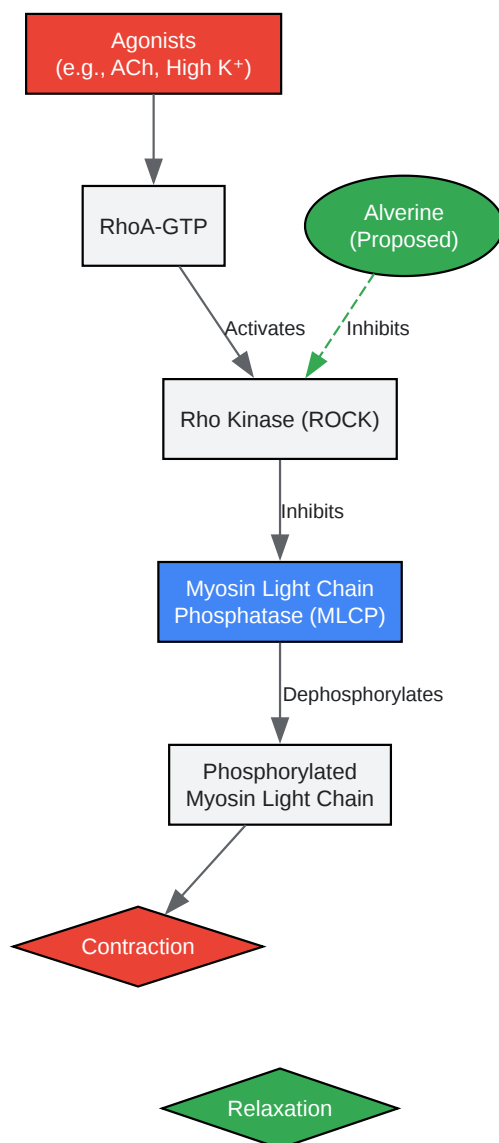 Agonists
(e.g., ACh, High K⁺)
RhoA-GTP
Alverine
(Proposed)
Activates
Inhibits
Rho Kinase (ROCK)
Inhibits
Myosin Light Chain
Phosphatase (MLCP)
Dephosphorylates
Phosphorylated
Myosin Light Chain
Contraction
Relaxation